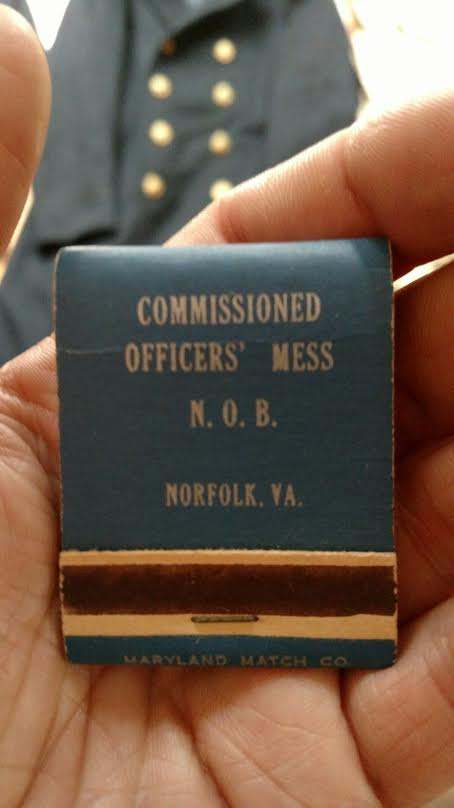 COMMISSIONED
OFFICERS' MESS
N. O. B.
NORFOLK, VA.
MARYLAND MATCH CO.